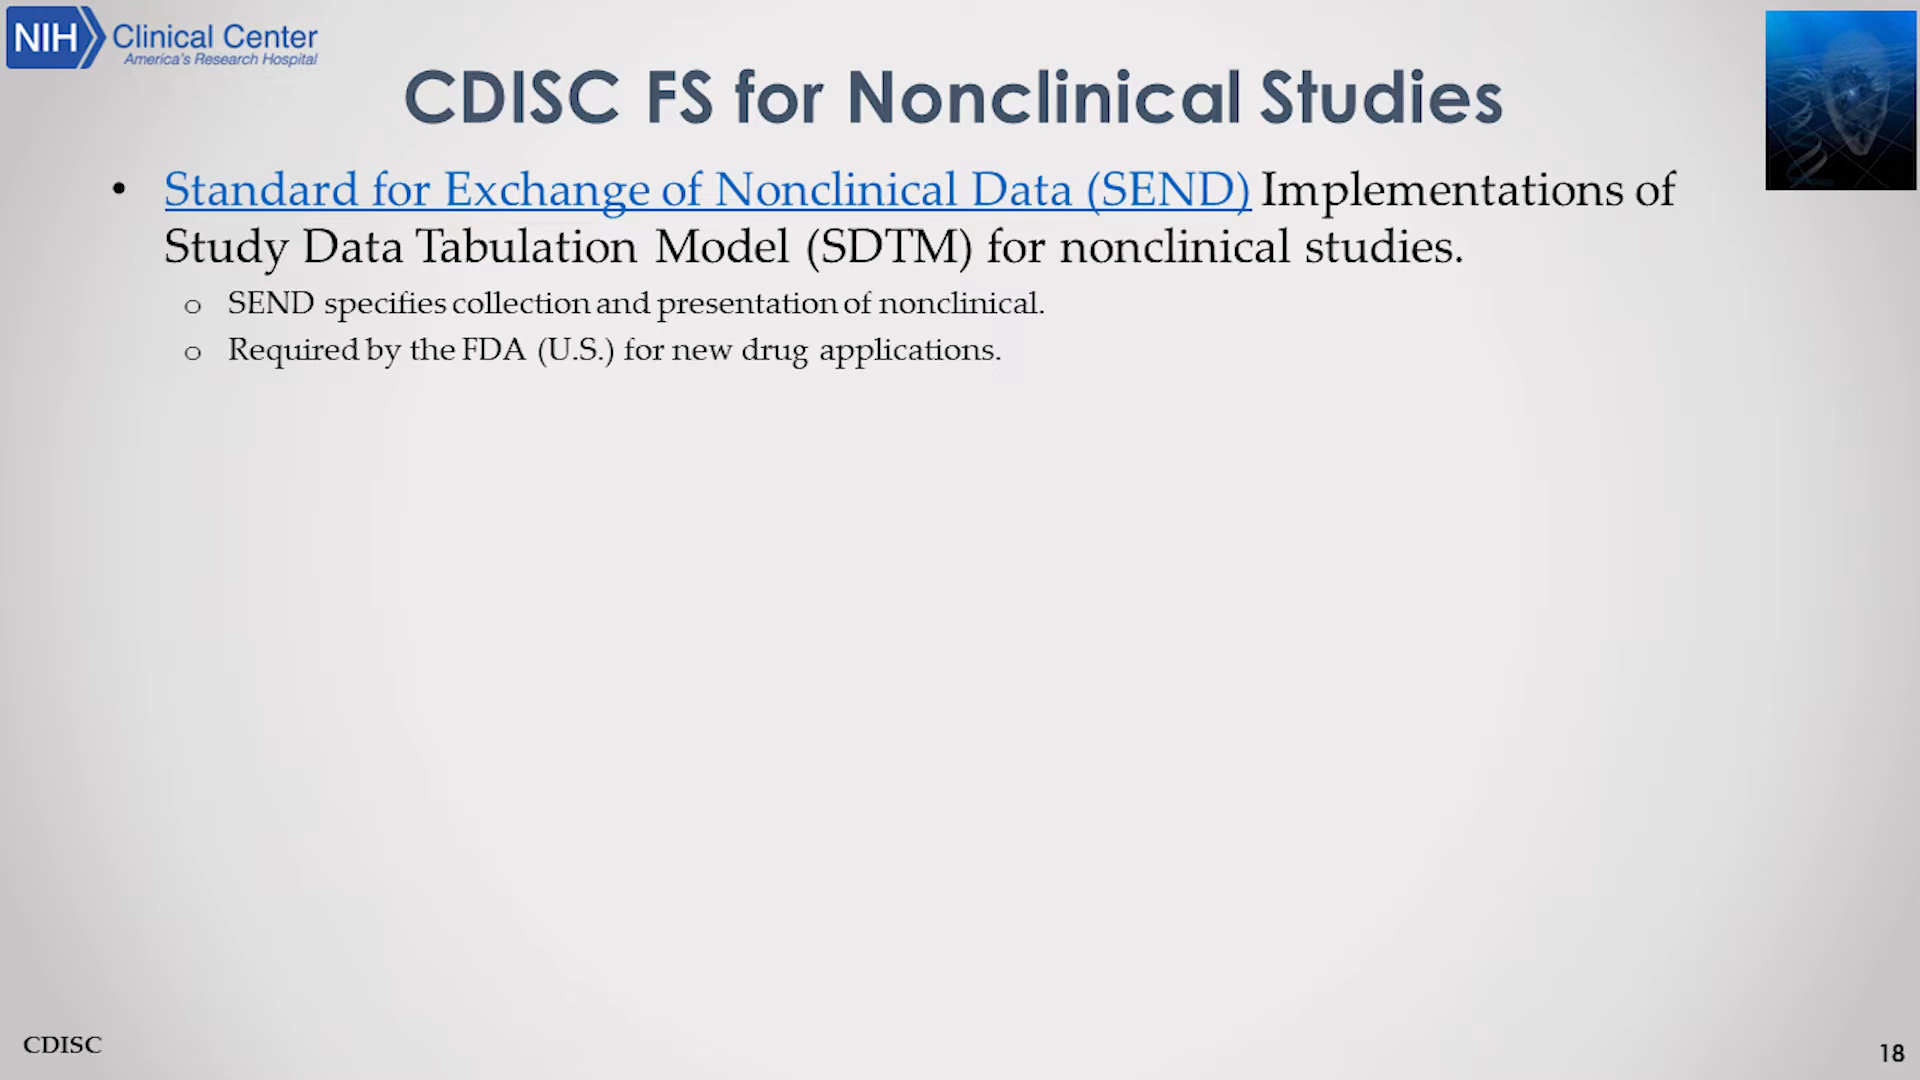 NIH Clinical Center
America's Research Hospital
CDISC FS for Nonclinical Studies
• Standard for Exchange of Nonclinical Data (SEND) Implementations of
Study Data Tabulation Model (SDTM) for nonclinical studies.
o SEND specifies collection and presentation of nonclinical.
o Required by the FDA (U.S.) for new drug applications.
CDISC
18